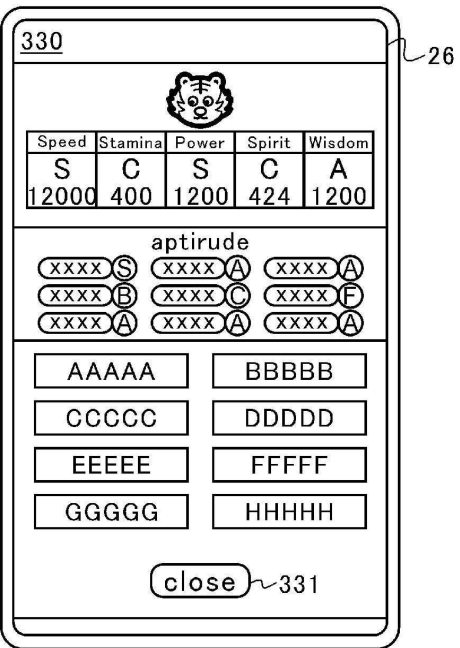 330
26
Speed Stamina Power Spirit Wisdom
S C S C A
12000 400 1200 424 1200
aptirude
xxxx S xxxx A xxxx A
xxxx B xxxx C xxxx F
xxxx A xxxx A xxxx A
AAAAA BBBBB
CCCCC DDDDD
EEEEE FFFFF
GGGGG HHHHH
close 331